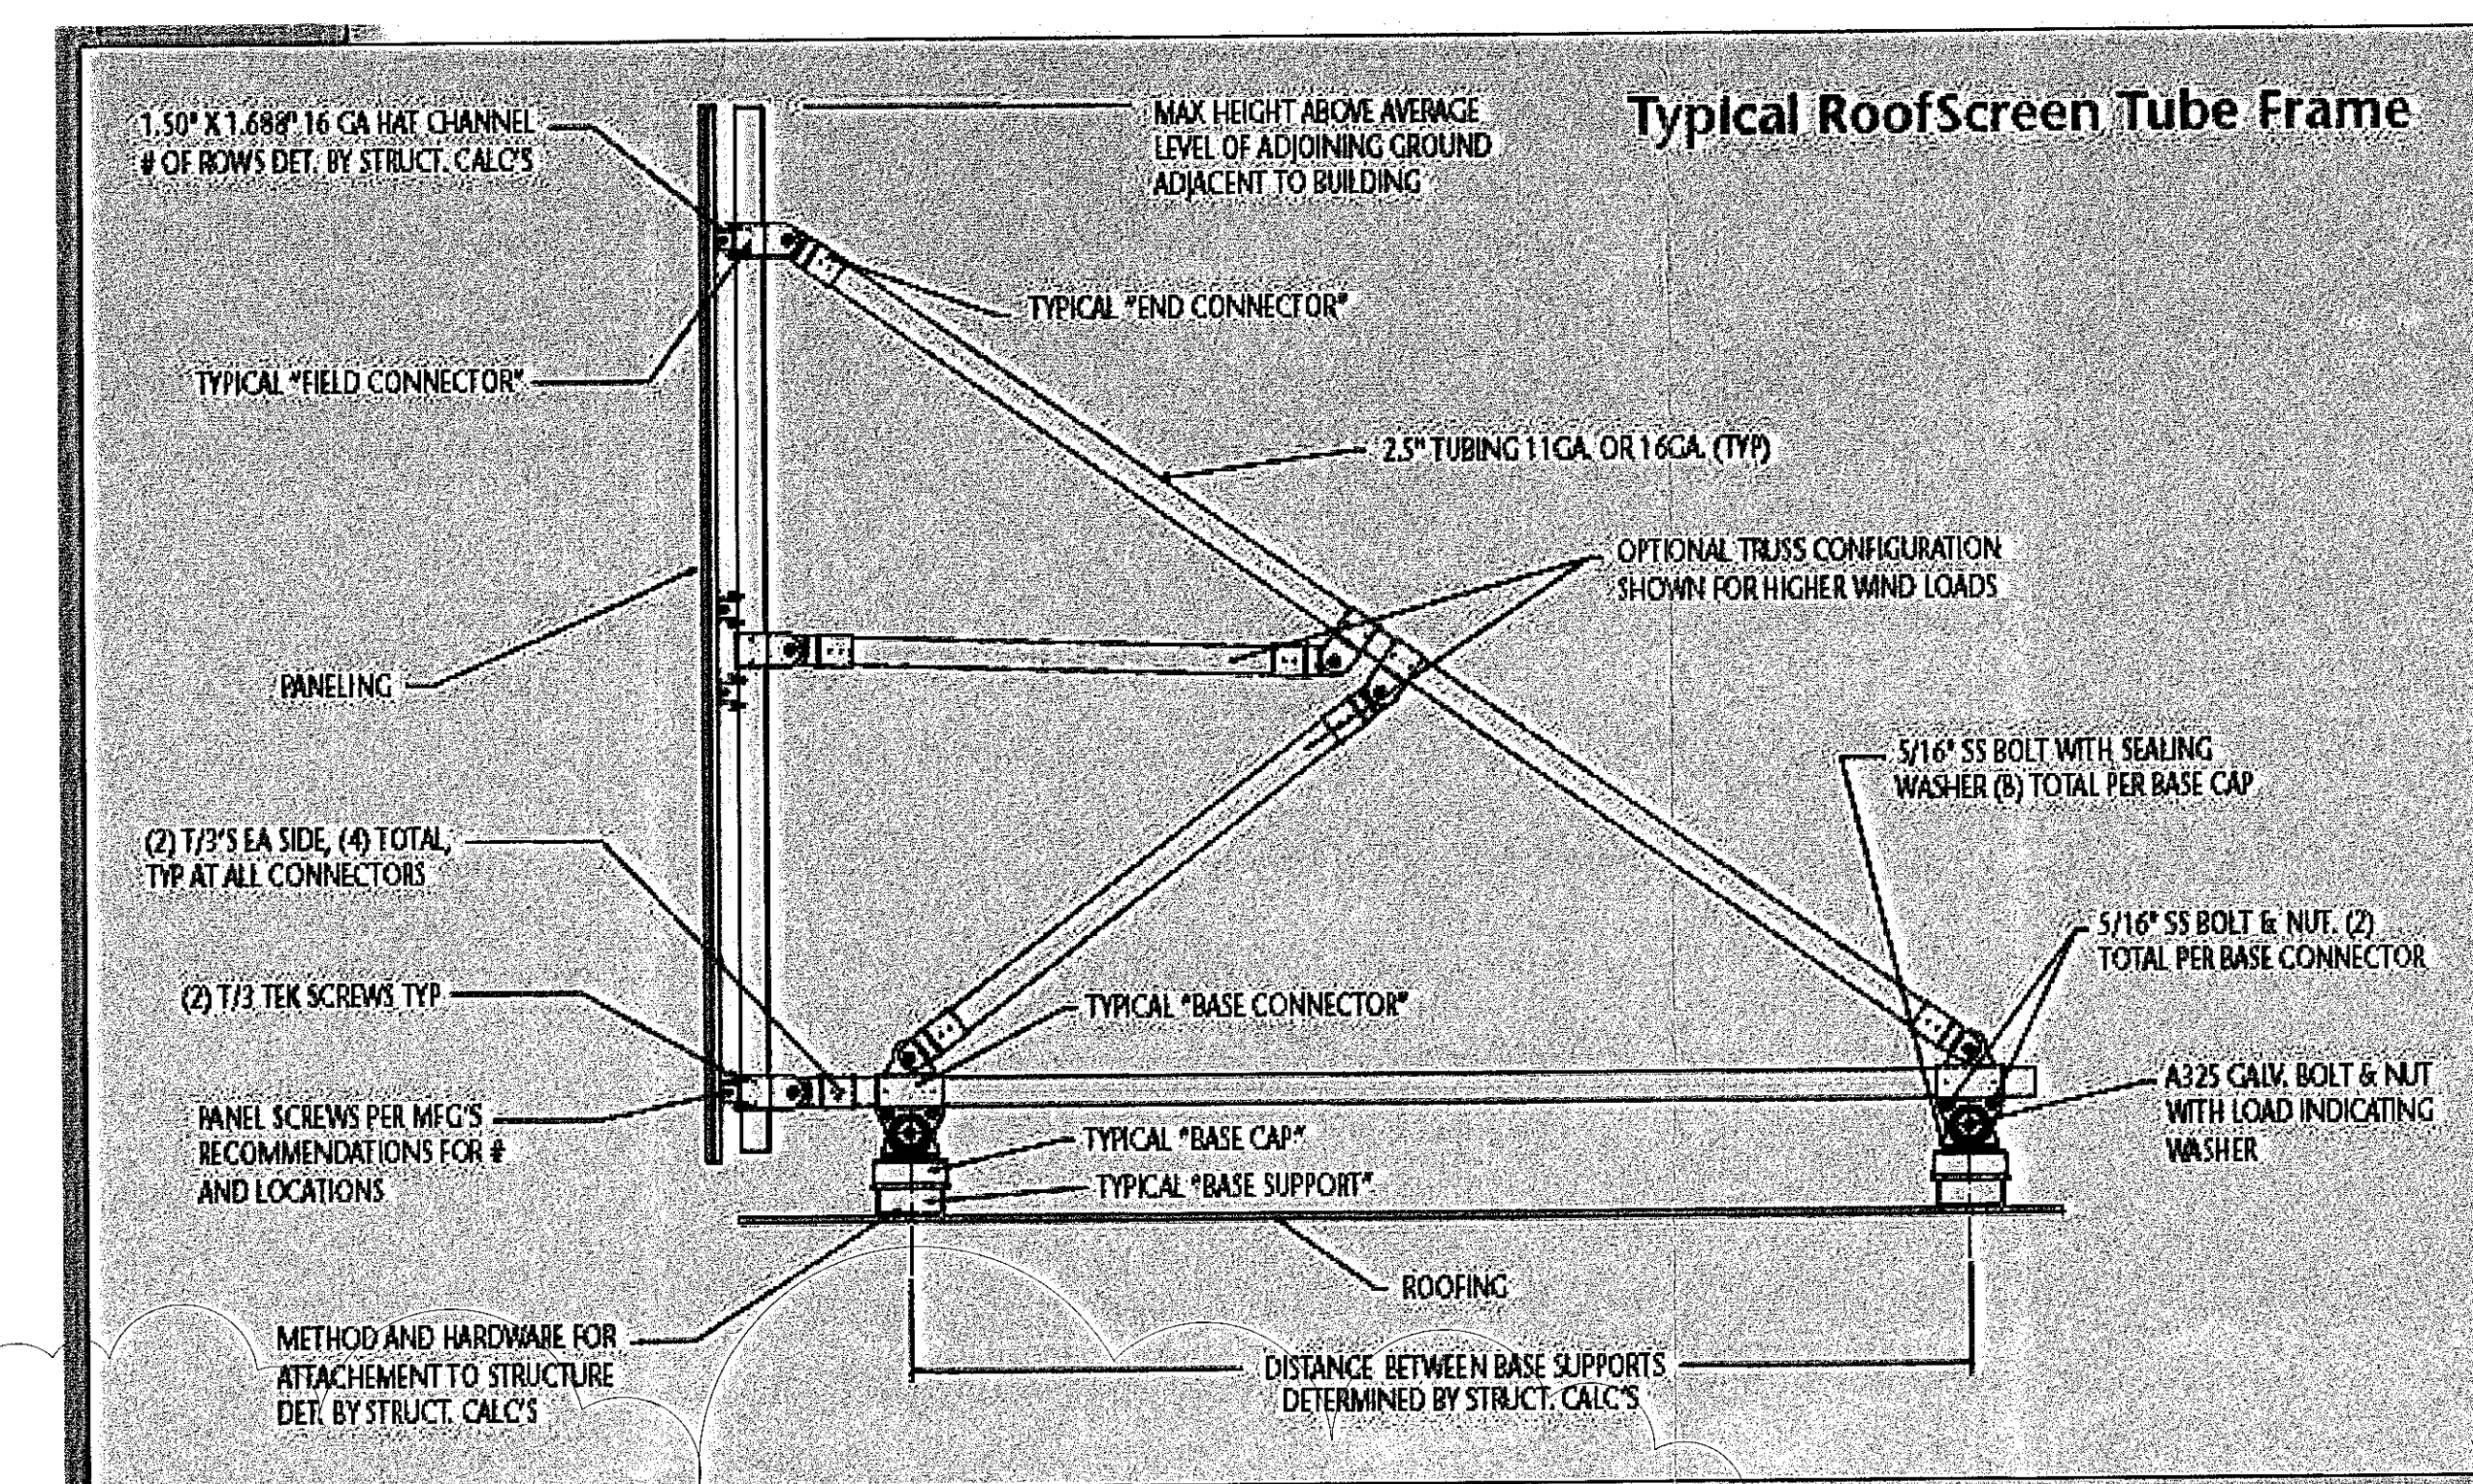 Typical RoofScreen Tube Frame
1.50" X 1.688" 16 GA HAT CHANNEL
# OF ROWS DET. BY STRUCT. CALC'S
MAX HEIGHT ABOVE AVERAGE
LEVEL OF ADJOINING GROUND
ADJACENT TO BUILDING
TYPICAL "END CONNECTOR"
TYPICAL "FIELD CONNECTOR"
2.5" TUBING 11GA. OR 16GA. (TYP)
OPTIONAL TRUSS CONFIGURATION
SHOWN FOR HIGHER WIND LOADS
PANELING
5/16" SS BOLT WITH SEALING
WASHER (8) TOTAL PER BASE CAP
(2) T/3'S EA SIDE, (4) TOTAL,
TYP AT ALL CONNECTORS
5/16" SS BOLT & NUT. (2)
TOTAL PER BASE CONNECTOR
(2) T/3 TEK SCREWS TYP
TYPICAL "BASE CONNECTOR"
A325 GALV. BOLT & NUT
WITH LOAD INDICATING
WASHER
PANEL SCREWS PER MFG'S
RECOMMENDATIONS FOR #
AND LOCATIONS
TYPICAL "BASE CAP"
TYPICAL "BASE SUPPORT"
ROOFING
METHOD AND HARDWARE FOR
ATTACHEMENT TO STRUCTURE
DET. BY STRUCT. CALC'S
DISTANCE BETWEEN BASE SUPPORTS
DETERMINED BY STRUCT. CALC'S